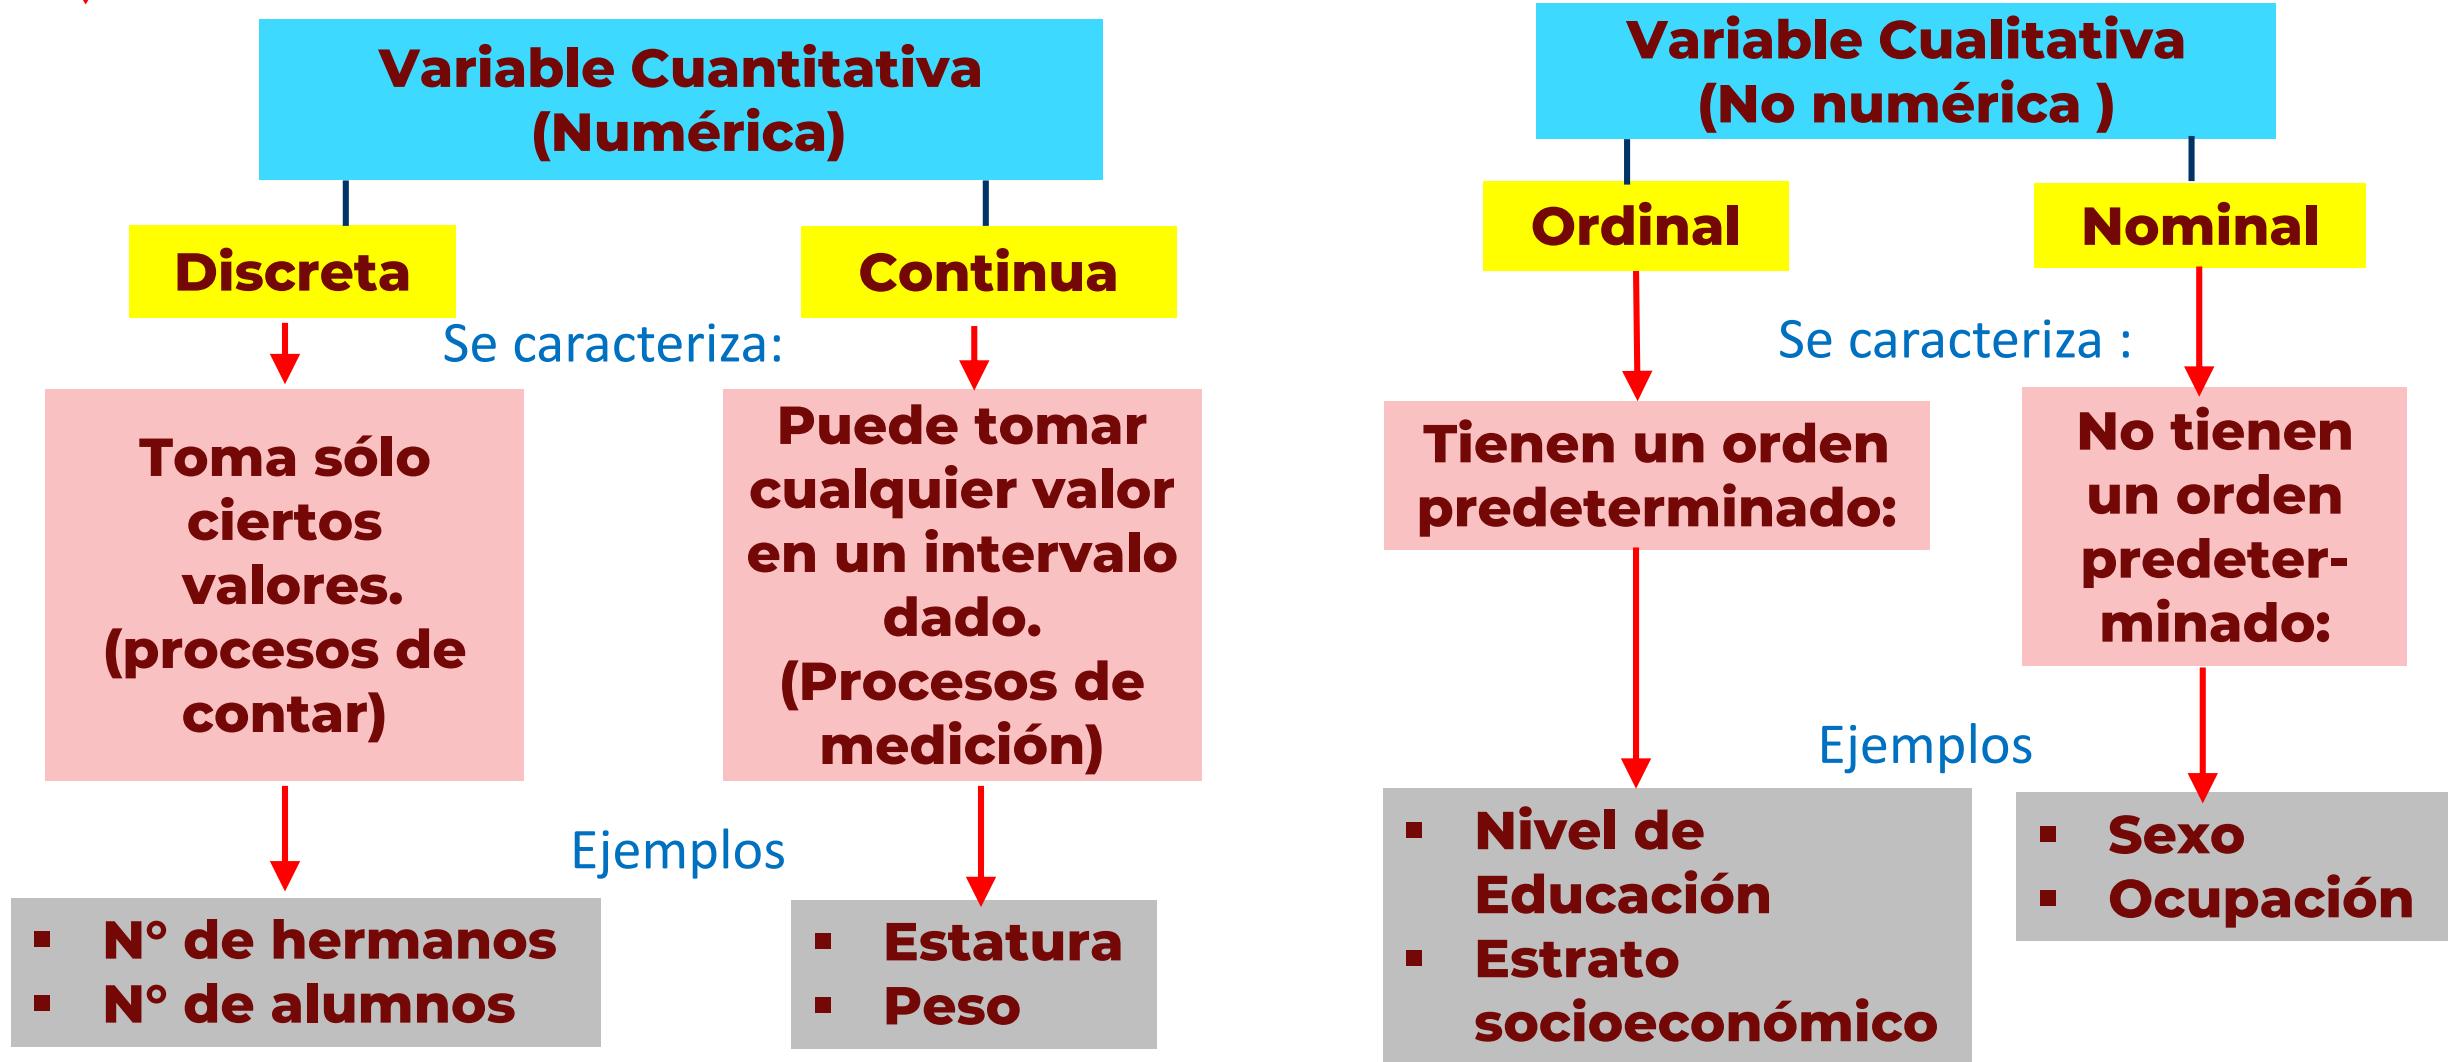 Variable Cuantitativa
(Numérica)
Discreta
Continua
Se caracteriza:
Toma sólo
ciertos
valores.
(procesos de
contar)
Puede tomar
cualquier valor
en un intervalo
dado.
(Procesos de
medición)
Ejemplos
▪ N° de hermanos
▪ N° de alumnos
▪ Estatura
▪ Peso
Variable Cualitativa
(No numérica )
Ordinal
Nominal
Se caracteriza :
Tienen un orden
predeterminado:
No tienen
un orden
predeter-
minado:
Ejemplos
▪ Nivel de
Educación
▪ Estrato
socioeconómico
▪ Sexo
▪ Ocupación